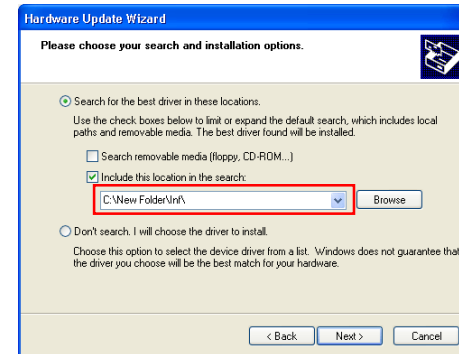 Hardware Update Wizard
Please choose your search and installation options.
Search for the best driver in these locations.
Use the check boxes below to limit or expand the default search, which includes local
paths and removable media. The best driver found will be installed.
Search removable media (floppy, CD-ROM...)
Include this location in the search:
C:\New Folder\Inf\
Browse
Don't search. I will choose the driver to install.
Choose this option to select the device driver from a list. Windows does not guarantee that
the driver you choose will be the best match for your hardware.
< Back Next > Cancel